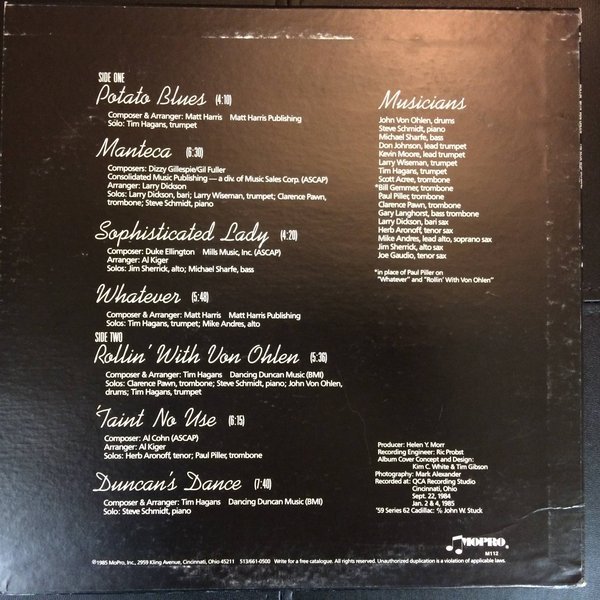 SIDE ONE
Potato Blues (4:10)
Composer & Arranger: Matt Harris Matt Harris Publishing
Solo: Tim Hagans, trumpet
Manteca (6:30)
Composers: Dizzy Gillespie/Gil Fuller
Consolidated Music Publishing — a div. of Music Sales Corp. (ASCAP)
Arranger: Larry Dickson
Solos: Larry Dickson, bari; Larry Wiseman, trumpet; Clarence Pawn,
trombone; Steve Schmidt, piano
Sophisticated Lady (4:20)
Composer: Duke Ellington Mills Music, Inc. (ASCAP)
Arranger: Al Kiger
Solos: Jim Sherrick, alto; Michael Sharfe, bass
Whatever (5:48)
Composer & Arranger: Matt Harris Matt Harris Publishing
Solos: Tim Hagans, trumpet; Mike Andres, alto
SIDE TWO
Rollin' With Von Ohlen (5:36)
Composer & Arranger: Tim Hagans Dancing Duncan Music (BMI)
Solos: Clarence Pawn, trombone; Steve Schmidt, piano; John Von Ohlen,
drums; Tim Hagans, trumpet
'Taint No Use (6:15)
Composer: Al Cohn (ASCAP)
Arranger: Al Kiger
Solos: Herb Aronoff, tenor; Paul Piller, trombone
Duncan's Dance (7:40)
Composer & Arranger: Tim Hagans Dancing Duncan Music (BMI)
Solo: Steve Schmidt, piano
Musicians
John Von Ohlen, drums
Steve Schmidt, piano
Michael Sharfe, bass
Don Johnson, lead trumpet
Kevin Moore, lead trumpet
Larry Wiseman, trumpet
Tim Hagans, trumpet
Scott Acree, trombone
*Bill Gemmer, trombone
Paul Piller, trombone
Clarence Pawn, trombone
Gary Langhorst, bass trombone
Larry Dickson, bari sax
Herb Aronoff, tenor sax
Mike Andres, lead alto, soprano sax
Jim Sherrick, alto sax
Joe Gaudio, tenor sax
*in place of Paul Piller on
"Whatever" and "Rollin' With Von Ohlen"
Producer: Helen Y. Morr
Recording Engineer: Ric Probst
Album Cover Concept and Design:
Kim C. White & Tim Gibson
Photography: Mark Alexander
Recorded at: QCA Recording Studio
Cincinnati, Ohio
Sept. 22, 1984
Jan. 2 & 4, 1985
'59 Series 62 Cadillac: c/o John W. Stuck
MOPRO
M112
©1985 MoPro, Inc., 2959 Kling Avenue, Cincinnati, Ohio 45211 513/661-0500 Write for a free catalogue. All rights reserved. Unauthorized duplication is a violation of applicable laws.